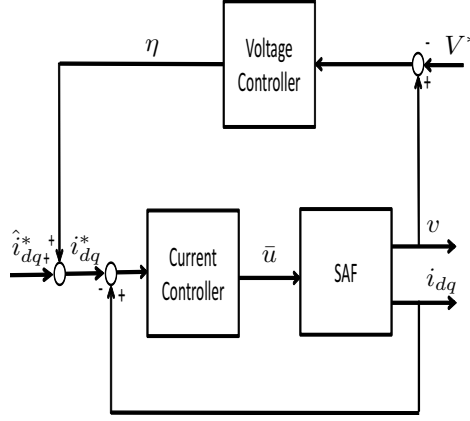 η
Voltage
Controller
-
V*
+
î*dq
+
+
i*dq
-
+
Current
Controller
ū
SAF
v
idq